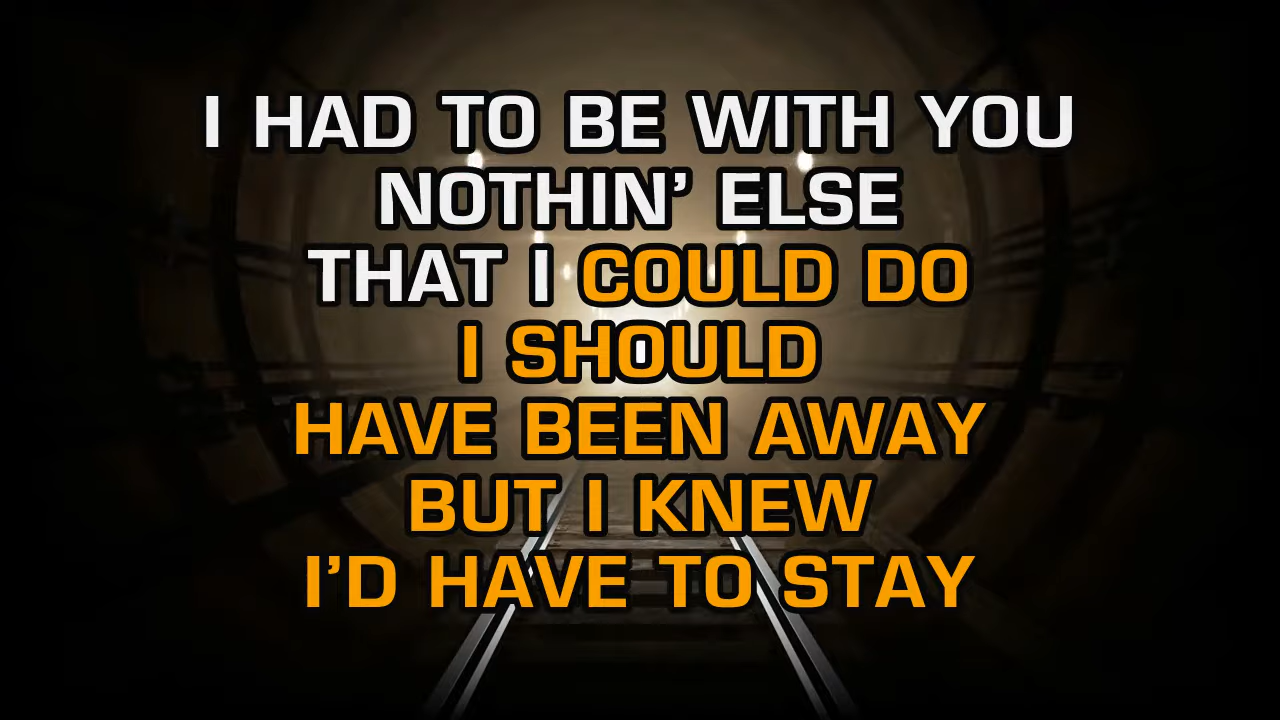 I HAD TO BE WITH YOU
NOTHIN’ ELSE
THAT I COULD DO
I SHOULD
HAVE BEEN AWAY
BUT I KNEW
I’D HAVE TO STAY